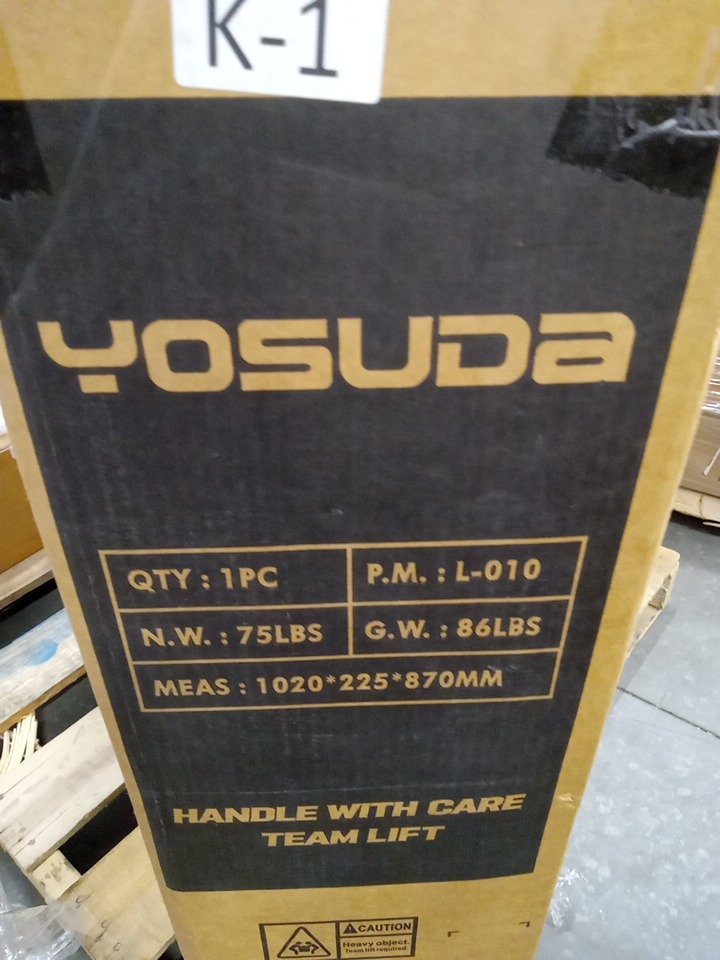 K-1
YOSUDA
QTY : 1PC P.M. : L-010
N.W. : 75LBS G.W. : 86LBS
MEAS : 1020*225*870MM
HANDLE WITH CARE
TEAM LIFT
CAUTION
Heavy object.
Team lift required.